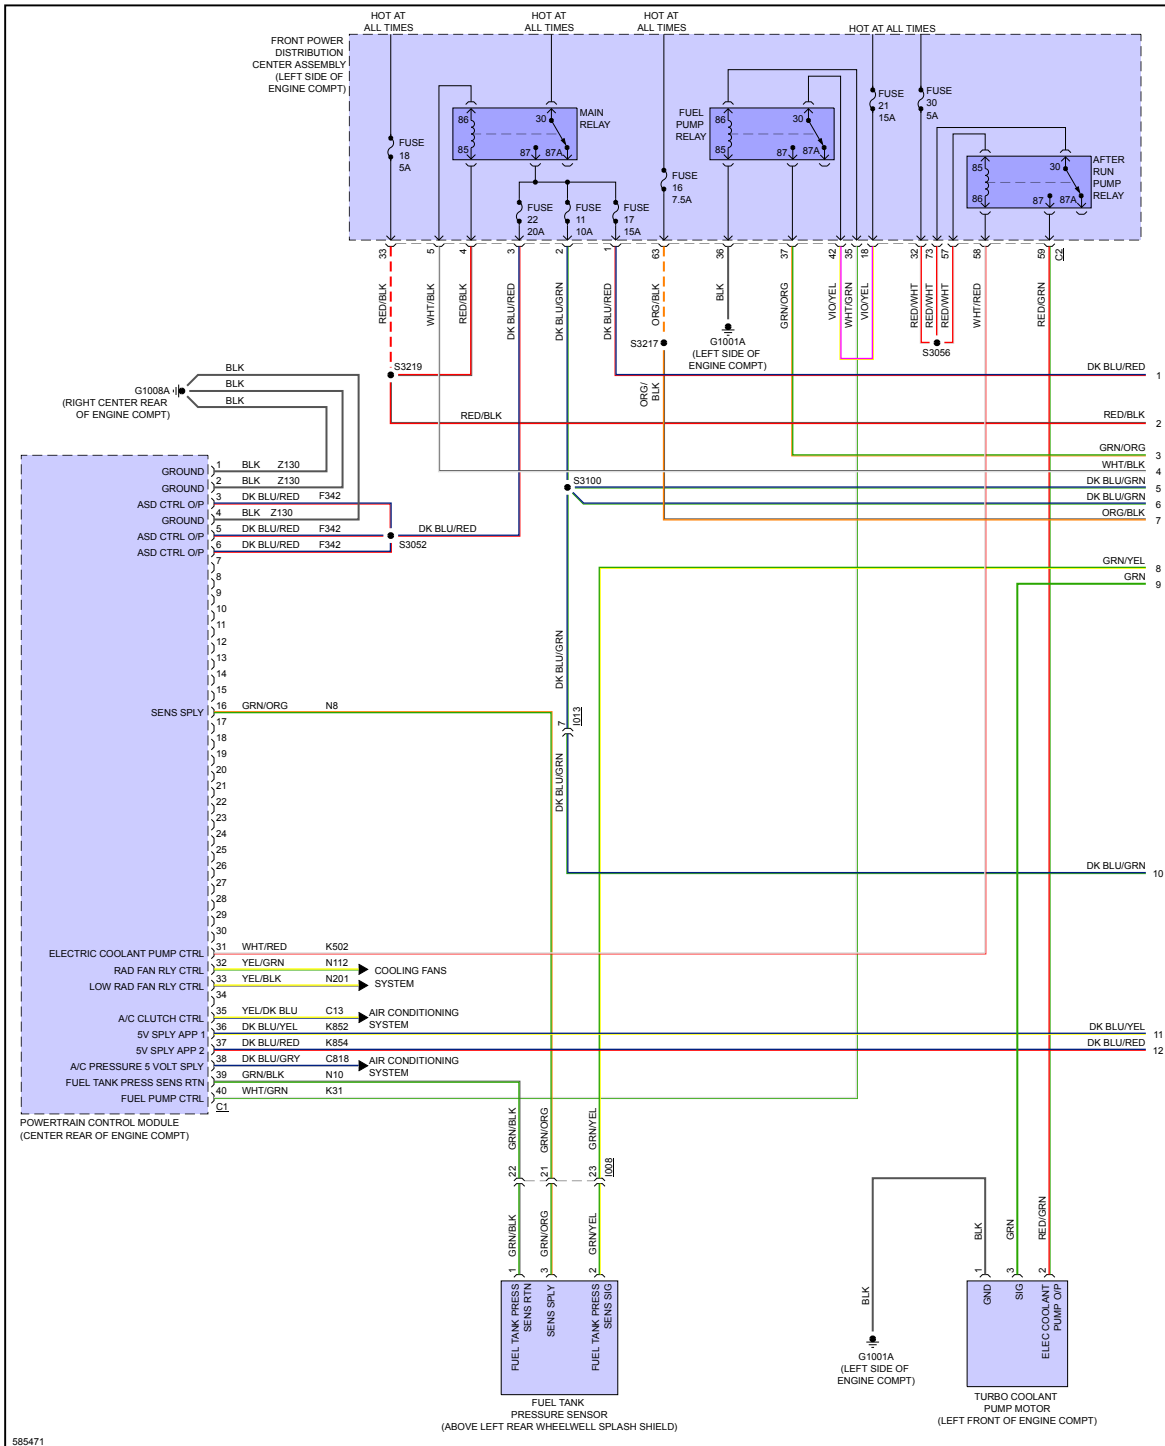 HOT AT
ALL TIMES
HOT AT
ALL TIMES
HOT AT
ALL TIMES
HOT AT ALL TIMES
FRONT POWER
DISTRIBUTION
CENTER ASSEMBLY
(LEFT SIDE OF
ENGINE COMPT)
FUSE
18
5A
86
85
30
87
87A
MAIN
RELAY
FUSE
22
20A
FUSE
11
10A
FUSE
17
15A
FUSE
16
7.5A
FUEL
PUMP
RELAY
86
85
30
87
87A
FUSE
21
15A
FUSE
30
5A
85
86
30
87
87A
AFTER
RUN
PUMP
RELAY
33
5
4
3
2
1
63
36
37
42
35
18
32
73
57
58
59
C2
RED/BLK
WHT/BLK
RED/BLK
DK BLU/RED
DK BLU/GRN
DK BLU/RED
ORG/BLK
BLK
GRN/ORG
VIO/YEL
WHT/GRN
VIO/YEL
RED/WHT
RED/WHT
RED/WHT
WHT/RED
RED/GRN
S3219
S3217
G1001A
(LEFT SIDE OF
ENGINE COMPT)
S3056
ORG/
BLK
G1008A
(RIGHT CENTER REAR
OF ENGINE COMPT)
BLK
BLK
BLK
RED/BLK
DK BLU/RED 1
RED/BLK 2
GRN/ORG 3
WHT/BLK 4
DK BLU/GRN 5
DK BLU/GRN 6
ORG/BLK 7
GRN/YEL 8
GRN 9
DK BLU/GRN 10
DK BLU/YEL 11
DK BLU/RED 12
S3100
S3052
DK BLU/RED
GROUND 1 BLK Z130
GROUND 2 BLK Z130
ASD CTRL O/P 3 DK BLU/RED F342
GROUND 4 BLK Z130
ASD CTRL O/P 5 DK BLU/RED F342
ASD CTRL O/P 6 DK BLU/RED F342
7
8
9
10
11
12
13
14
15
SENS SPLY 16 GRN/ORG N8
17
18
19
20
21
22
23
24
25
26
27
28
29
30
ELECTRIC COOLANT PUMP CTRL 31 WHT/RED K502
RAD FAN RLY CTRL 32 YEL/GRN N112
LOW RAD FAN RLY CTRL 33 YEL/BLK N201
COOLING FANS
SYSTEM
34
A/C CLUTCH CTRL 35 YEL/DK BLU C13
AIR CONDITIONING
SYSTEM
5V SPLY APP 1 36 DK BLU/YEL K852
5V SPLY APP 2 37 DK BLU/RED K854
A/C PRESSURE 5 VOLT SPLY 38 DK BLU/GRY C818
AIR CONDITIONING
SYSTEM
FUEL TANK PRESS SENS RTN 39 GRN/BLK N10
FUEL PUMP CTRL 40 WHT/GRN K31
C1
POWERTRAIN CONTROL MODULE
(CENTER REAR OF ENGINE COMPT)
DK BLU/GRN
7
I013
DK BLU/GRN
GRN/BLK
GRN/ORG
GRN/YEL
22
21
23
I008
GRN/BLK
GRN/ORG
GRN/YEL
1
3
2
FUEL TANK PRESS
SENS RTN
SENS SPLY
FUEL TANK PRESS
SENS SIG
FUEL TANK
PRESSURE SENSOR
(ABOVE LEFT REAR WHEELWELL SPLASH SHIELD)
BLK
G1001A
(LEFT SIDE OF
ENGINE COMPT)
BLK
GRN
RED/GRN
1
3
2
GND
SIG
ELEC COOLANT
PUMP O/P
TURBO COOLANT
PUMP MOTOR
(LEFT FRONT OF ENGINE COMPT)
585471